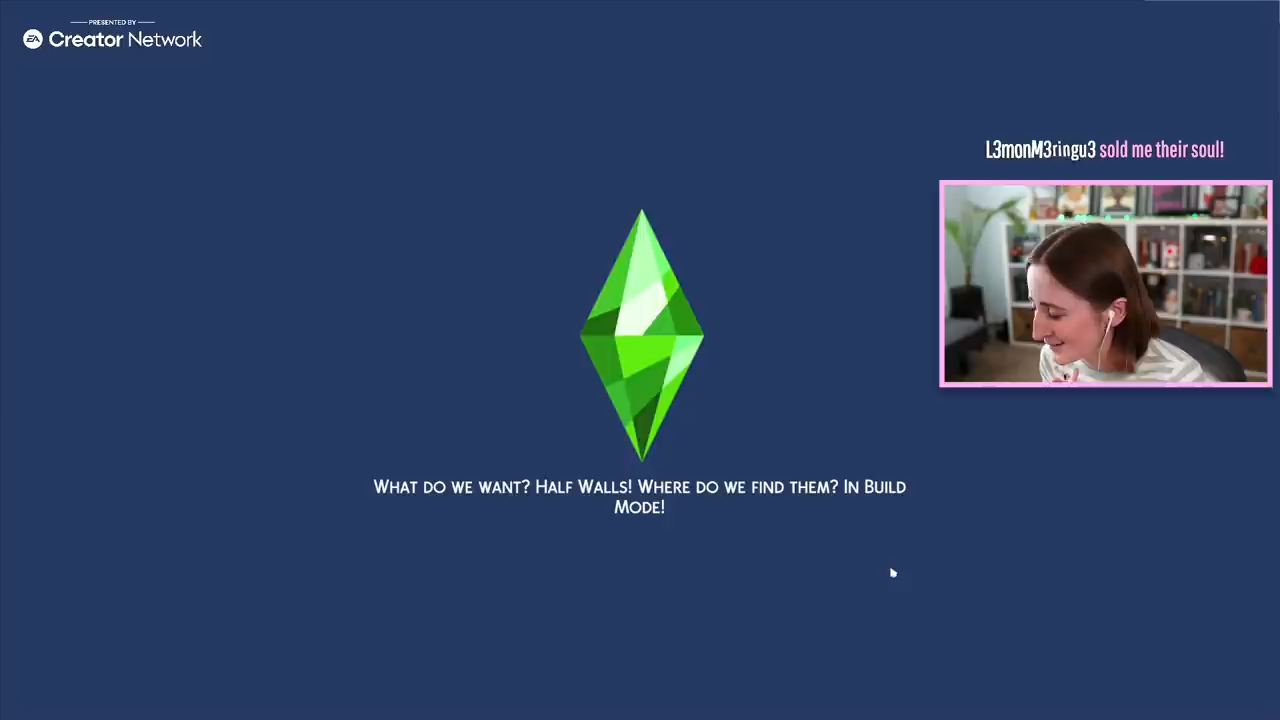 PRESENTED BY
EA Creator Network
L3monM3ringu3 sold me their soul!
WHAT DO WE WANT? HALF WALLS! WHERE DO WE FIND THEM? IN BUILD
MODE!